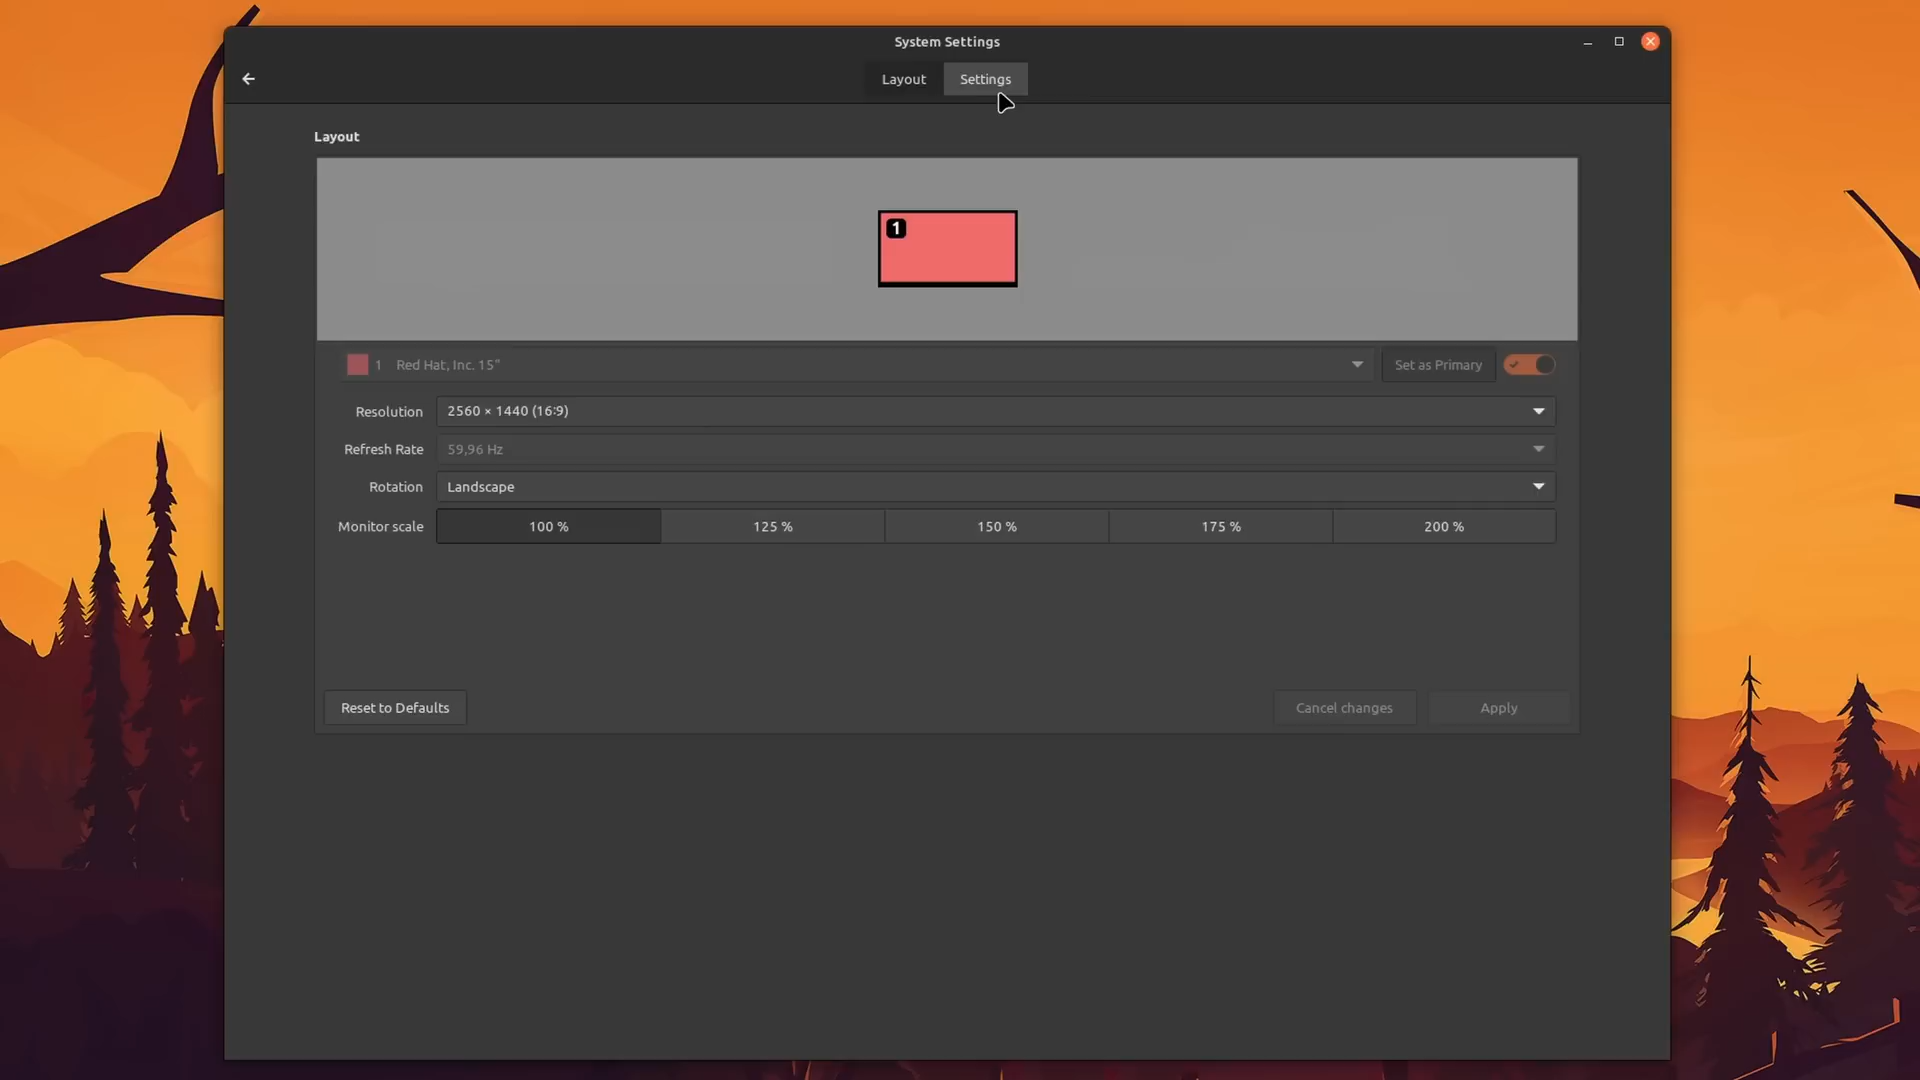 System Settings
Layout Settings
Layout
1
1 Red Hat, Inc. 15" Set as Primary
Resolution 2560 × 1440 (16:9)
Refresh Rate 59,96 Hz
Rotation Landscape
Monitor scale 100 % 125 % 150 % 175 % 200 %
Reset to Defaults Cancel changes Apply